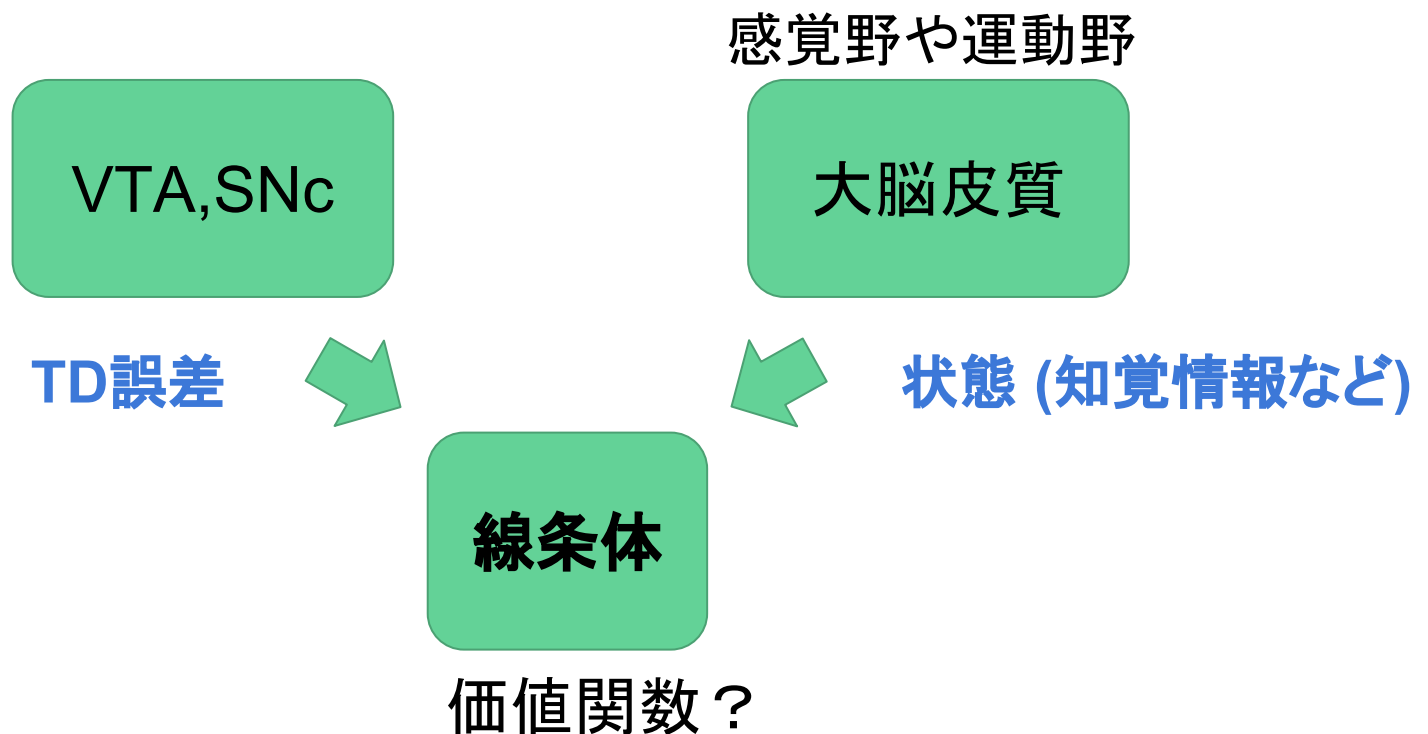 感覚野や運動野
VTA,SNc
大脳皮質
TD誤差
状態 (知覚情報など)
線条体
価値関数？